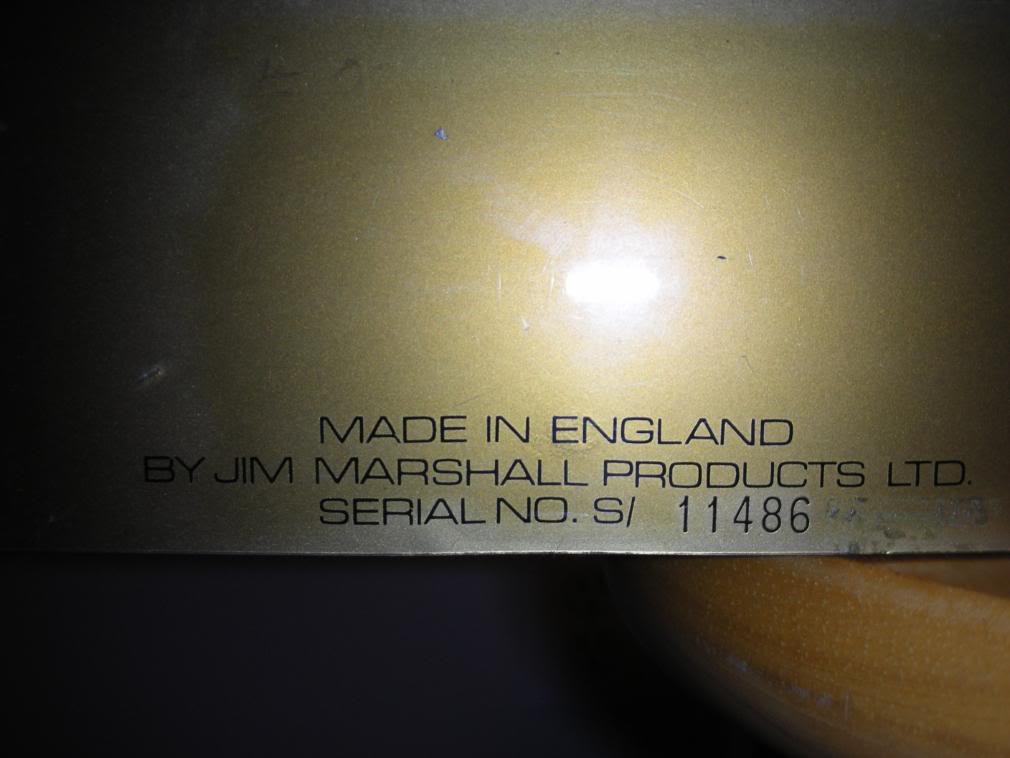 MADE IN ENGLAND
BY JIM MARSHALL PRODUCTS LTD.
SERIAL NO. S/ 11486